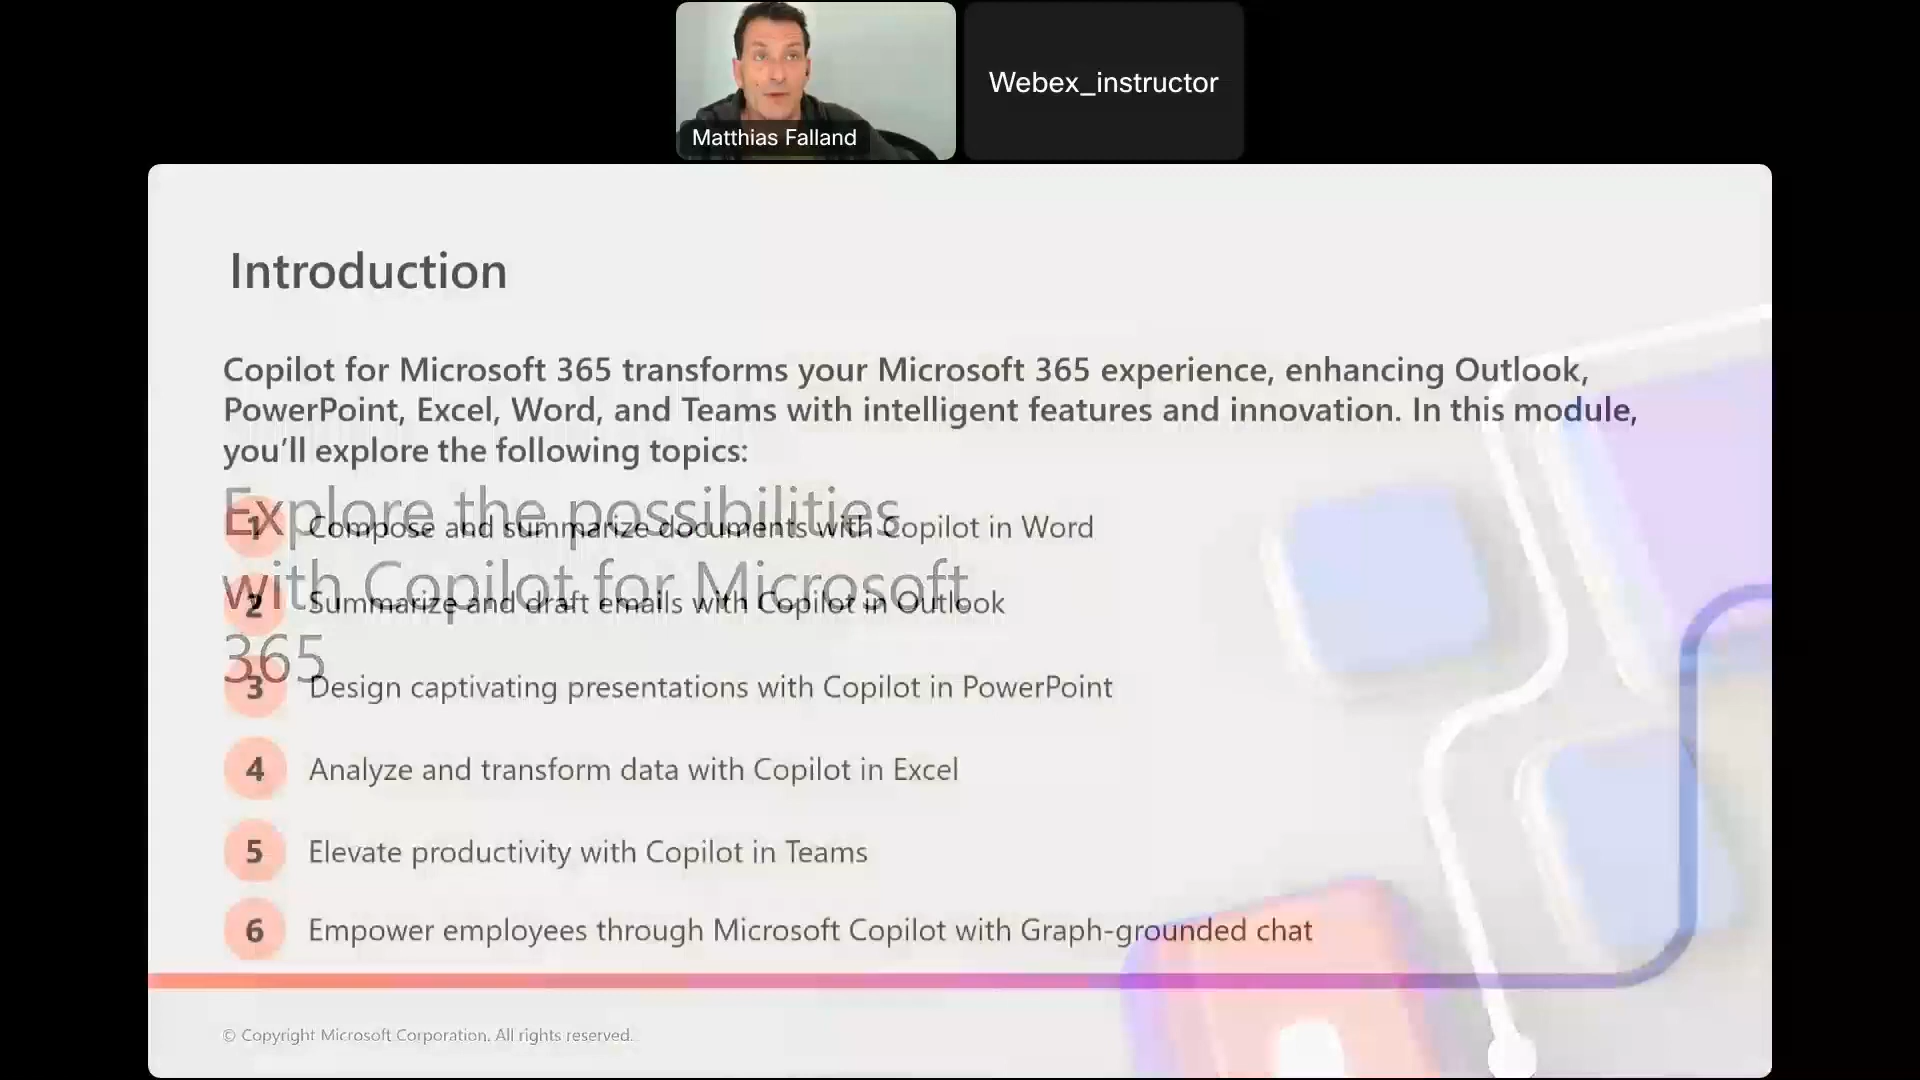 Matthias Falland
Webex_instructor
Introduction
Copilot for Microsoft 365 transforms your Microsoft 365 experience, enhancing Outlook,
PowerPoint, Excel, Word, and Teams with intelligent features and innovation. In this module,
you’ll explore the following topics:
Explore the possibilities
with Copilot for Microsoft
365
1 Compose and summarize documents with Copilot in Word
2 Summarize and draft emails with Copilot in Outlook
3 Design captivating presentations with Copilot in PowerPoint
4 Analyze and transform data with Copilot in Excel
5 Elevate productivity with Copilot in Teams
6 Empower employees through Microsoft Copilot with Graph-grounded chat
© Copyright Microsoft Corporation. All rights reserved.